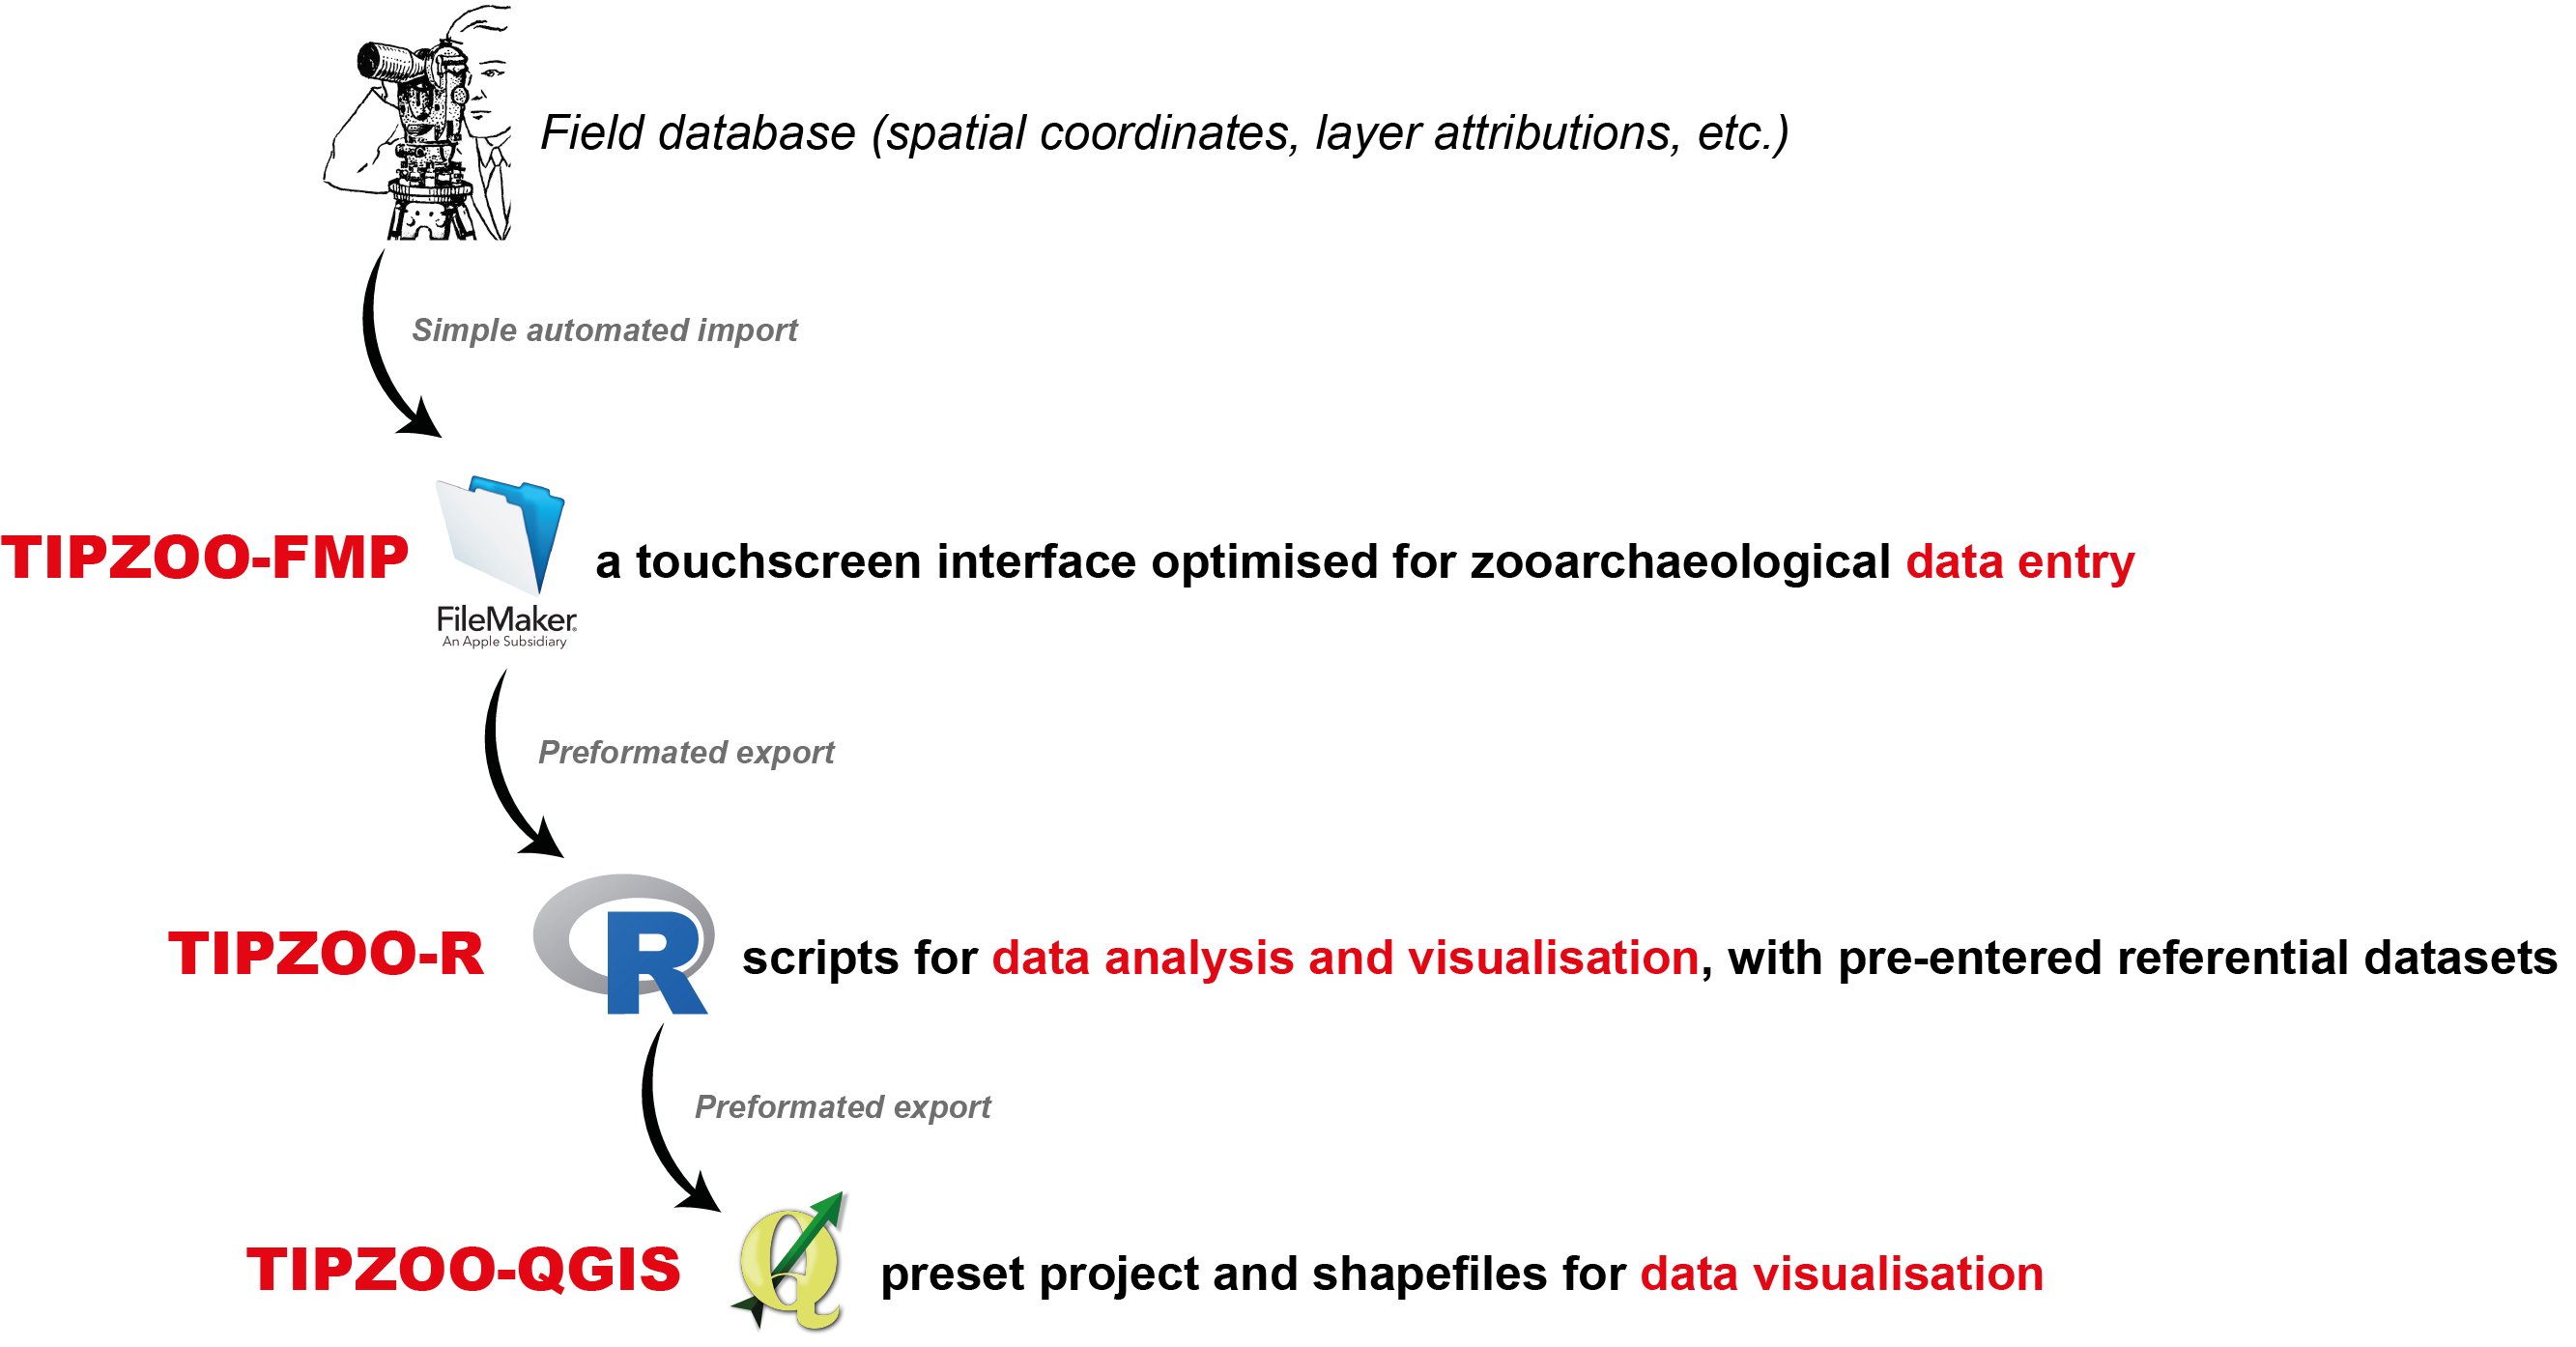 Field database (spatial coordinates, layer attributions, etc.)
Simple automated import
TIPZOO-FMP
a touchscreen interface optimised for zooarchaeological data entry
FileMaker®
An Apple Subsidiary
Preformated export
TIPZOO-R
R
scripts for data analysis and visualisation, with pre-entered referential datasets
Preformated export
TIPZOO-QGIS
Q
preset project and shapefiles for data visualisation